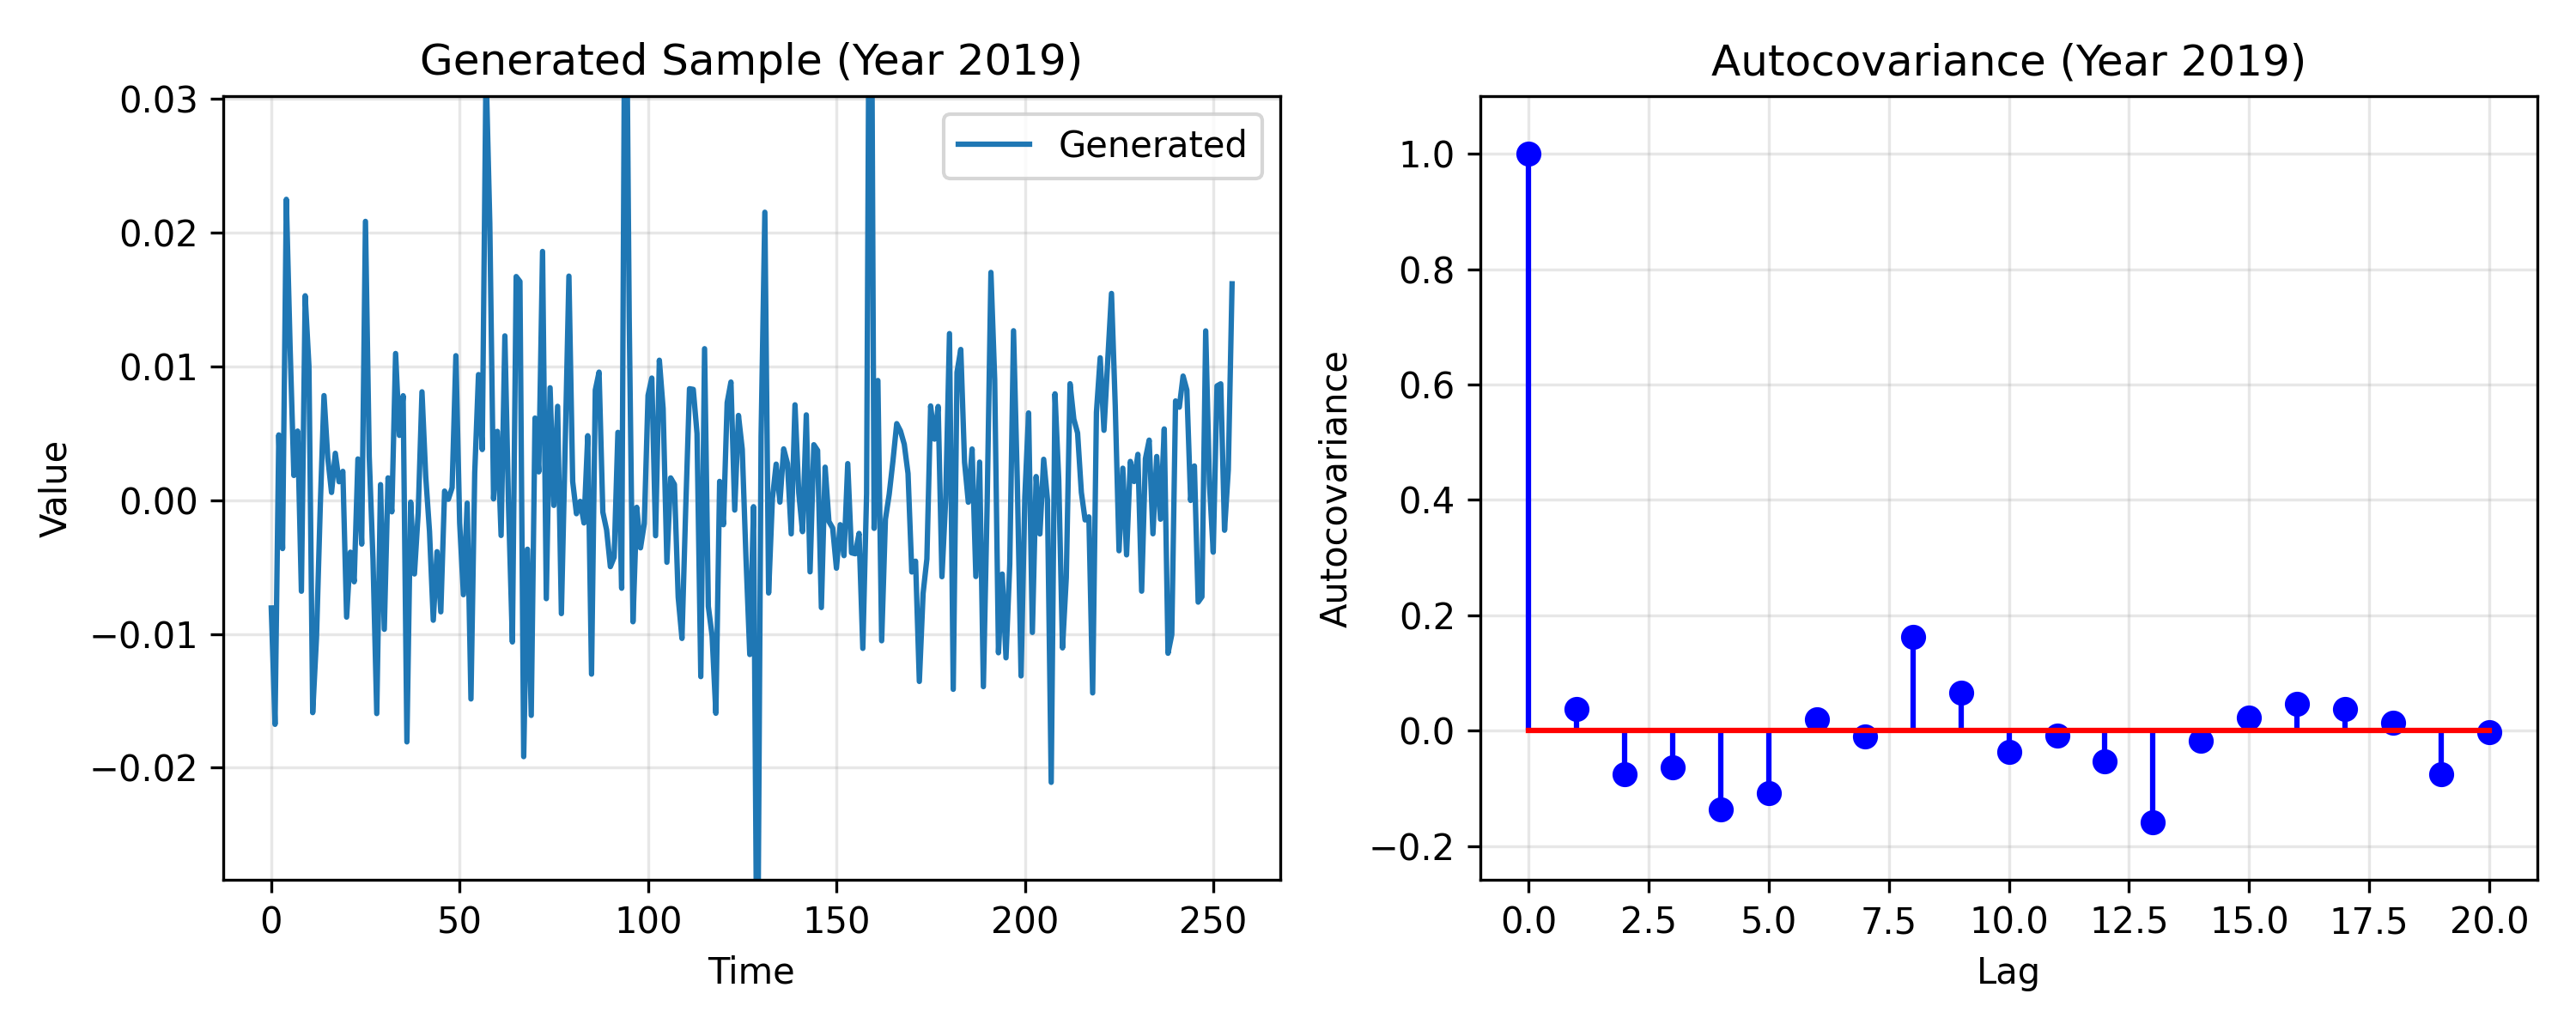 Generated Sample (Year 2019)
0.03
0.02
0.01
0.00
−0.01
−0.02
Value
Generated
0 50 100 150 200 250
Time
Autocovariance (Year 2019)
1.0
0.8
0.6
0.4
0.2
0.0
−0.2
Autocovariance
0.0 2.5 5.0 7.5 10.0 12.5 15.0 17.5 20.0
Lag